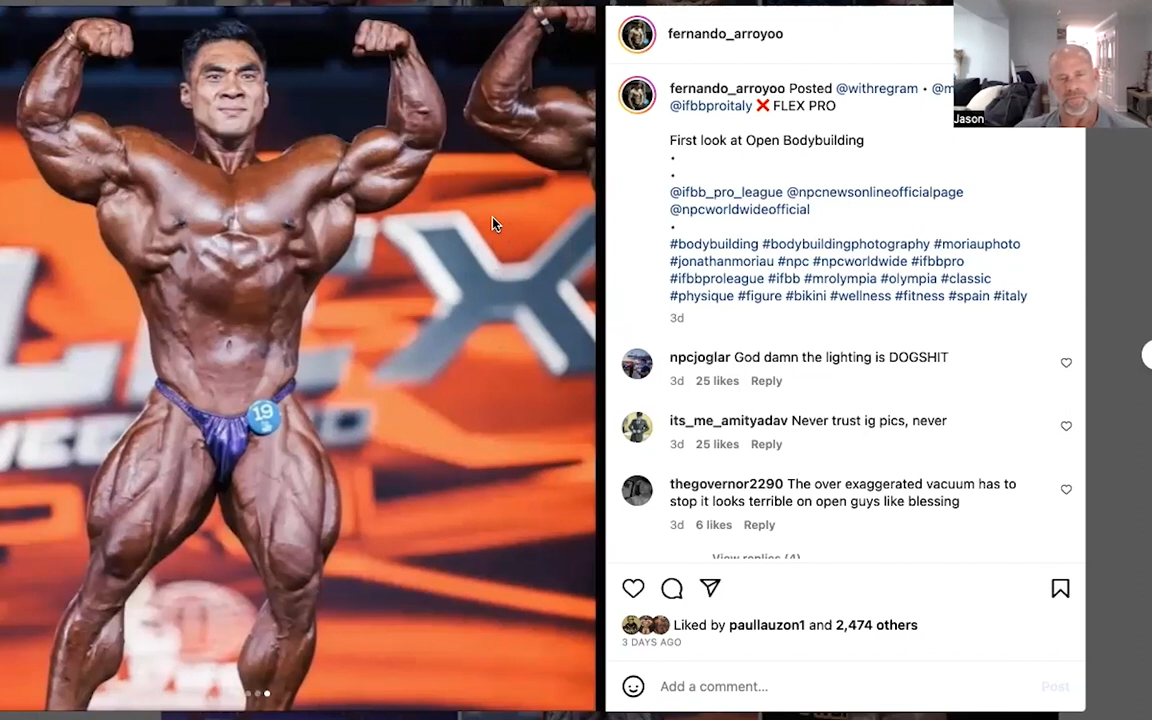 fernando_arroyoo
fernando_arroyoo Posted @withregram • @m
@ifbbproitaly ❌ FLEX PRO
First look at Open Bodybuilding
•
•
@ifbb_pro_league @npcnewsonlineofficialpage
@npcworldwideofficial
•
#bodybuilding #bodybuildingphotography #moriauphoto
#jonathanmoriau #npc #npcworldwide #ifbbpro
#ifbbproleague #ifbb #mrolympia #olympia #classic
#physique #figure #bikini #wellness #fitness #spain #italy
3d
npcjoglar God damn the lighting is DOGSHIT
3d 25 likes Reply
its_me_amityadav Never trust ig pics, never
3d 25 likes Reply
thegovernor2290 The over exaggerated vacuum has to
stop it looks terrible on open guys like blessing
3d 6 likes Reply
View replies (4)
Liked by paullauzon1 and 2,474 others
3 DAYS AGO
Add a comment...
Post
Jason
19
EX